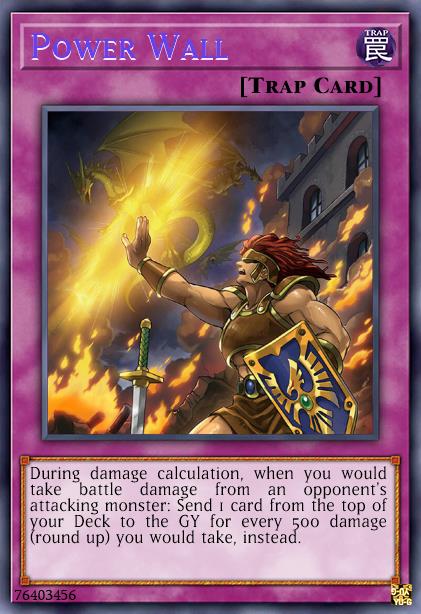 Power Wall
TRAP
罠
[Trap Card]
During damage calculation, when you would
take battle damage from an opponent's
attacking monster: Send 1 card from the top of
your Deck to the GY for every 500 damage
(round up) you would take, instead.
76403456